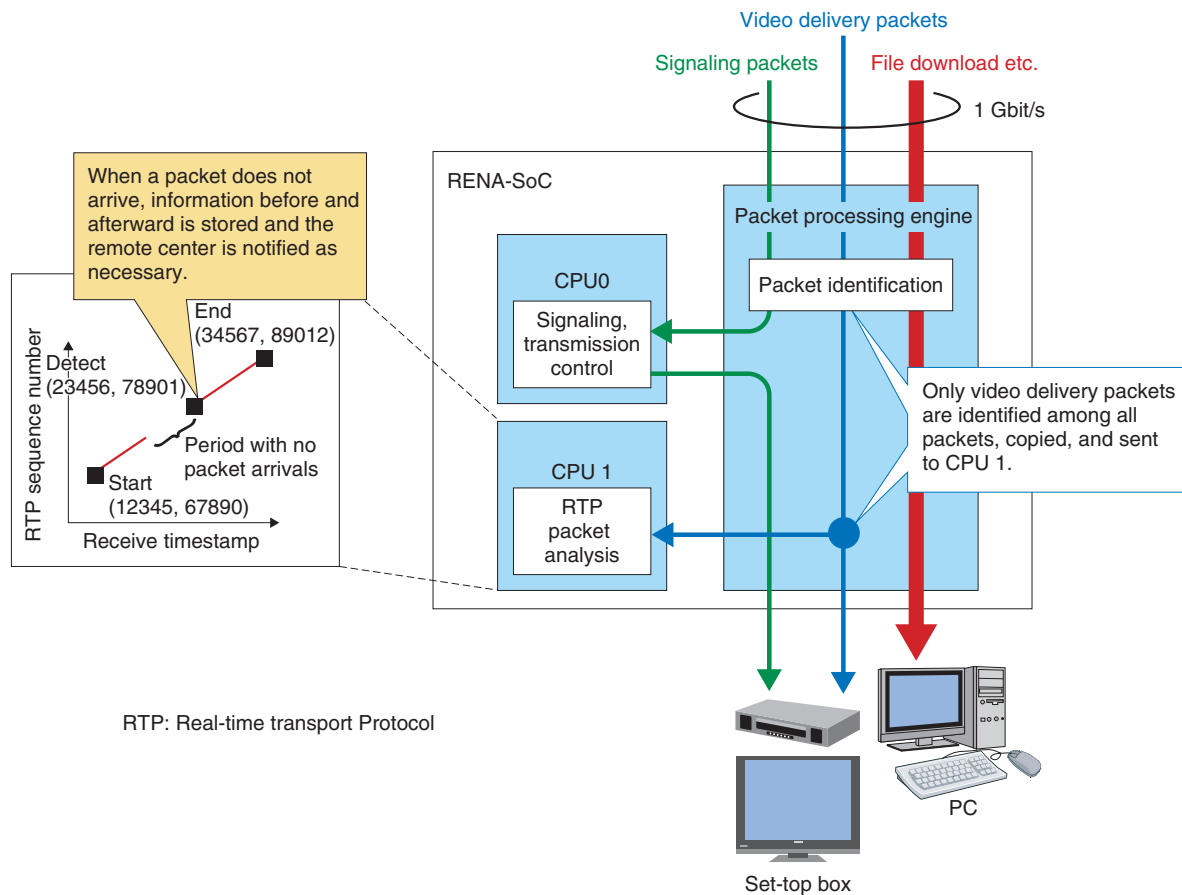 Video delivery packets
Signaling packets
File download etc.
1 Gbit/s
When a packet does not
arrive, information before and
afterward is stored and the
remote center is notified as
necessary.
RENA-SoC
Packet processing engine
Packet identification
CPU0
Signaling,
transmission
control
End
(34567, 89012)
Detect
(23456, 78901)
Period with no
packet arrivals
Start
(12345, 67890)
RTP sequence number
Receive timestamp
Only video delivery packets
are identified among all
packets, copied, and sent
to CPU 1.
CPU 1
RTP
packet
analysis
RTP: Real-time transport Protocol
PC
Set-top box